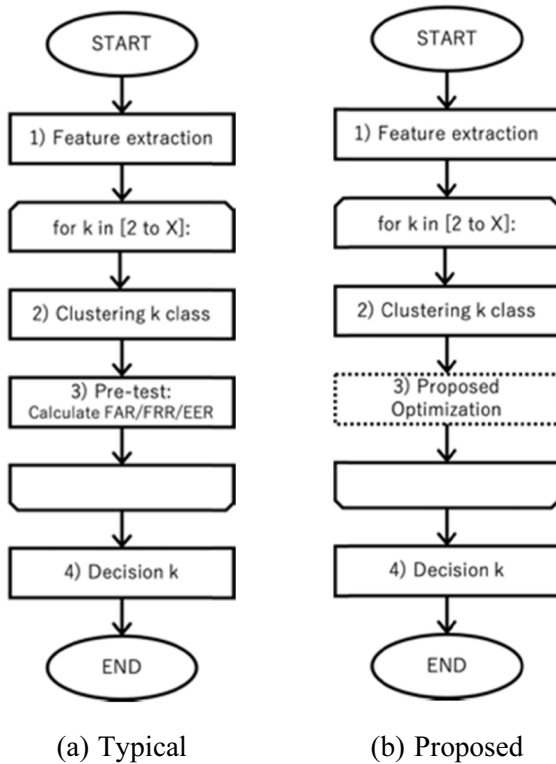 START
1) Feature extraction
for k in [2 to X]:
2) Clustering k class
3) Pre-test:
Calculate FAR/FRR/EER
4) Decision k
END
(a) Typical
START
1) Feature extraction
for k in [2 to X]:
2) Clustering k class
3) Proposed
Optimization
4) Decision k
END
(b) Proposed